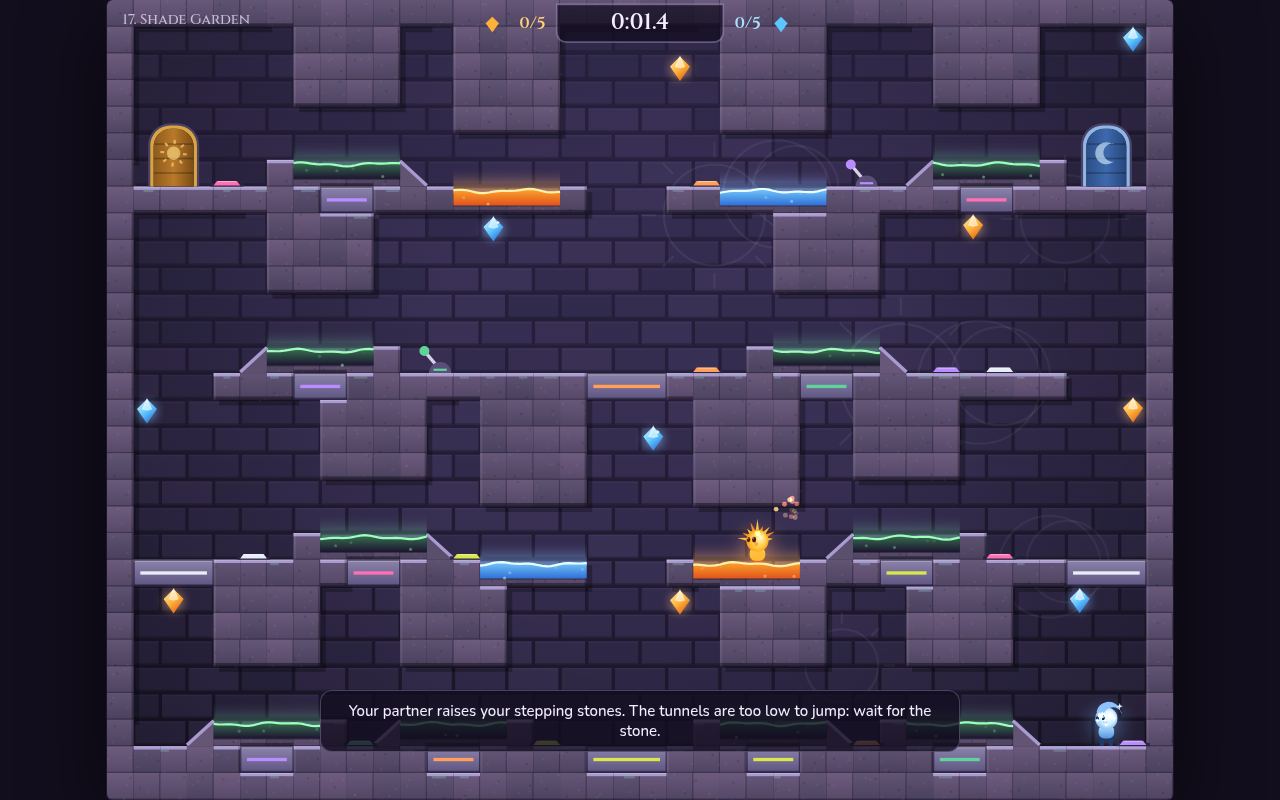 17. Shade Garden
0/5
0:01.4
0/5
Your partner raises your stepping stones. The tunnels are too low to jump: wait for the
stone.